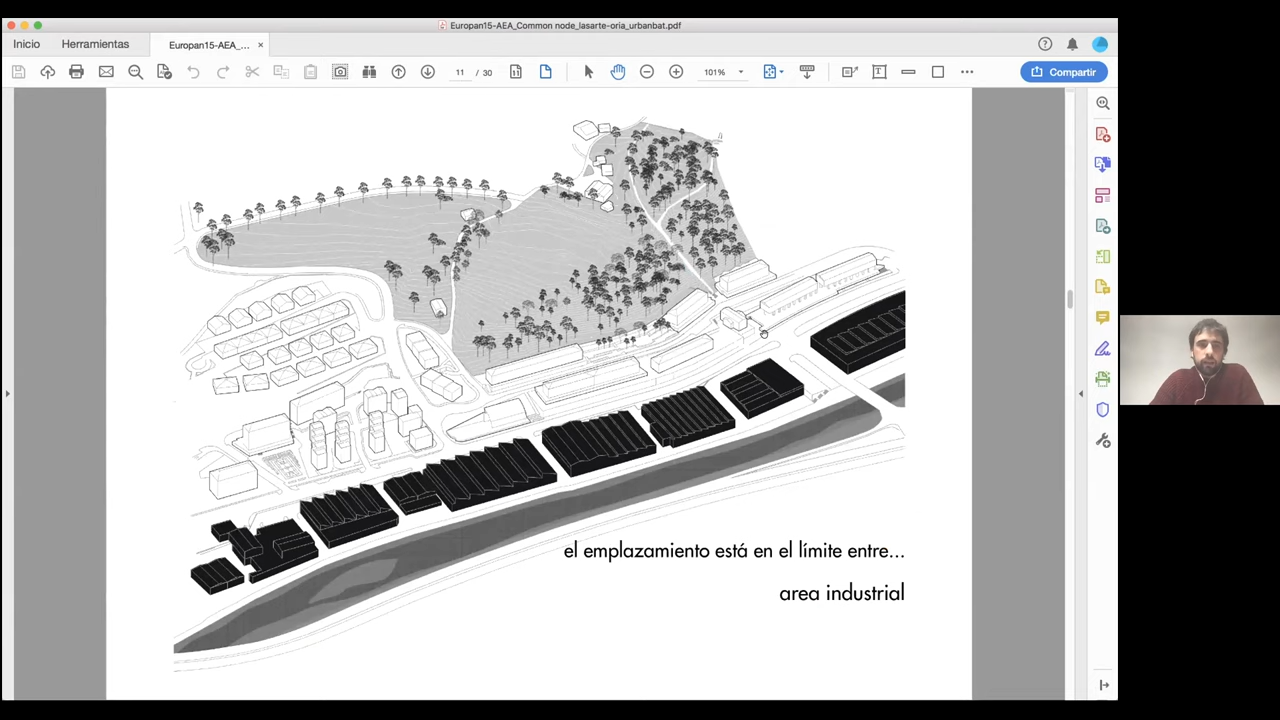 Europan15-AEA_Common node_lasarte-oria_urbanbat.pdf
Inicio
Herramientas
Europan15-AEA_...
11 / 30
101%
Compartir
el emplazamiento está en el límite entre...
area industrial